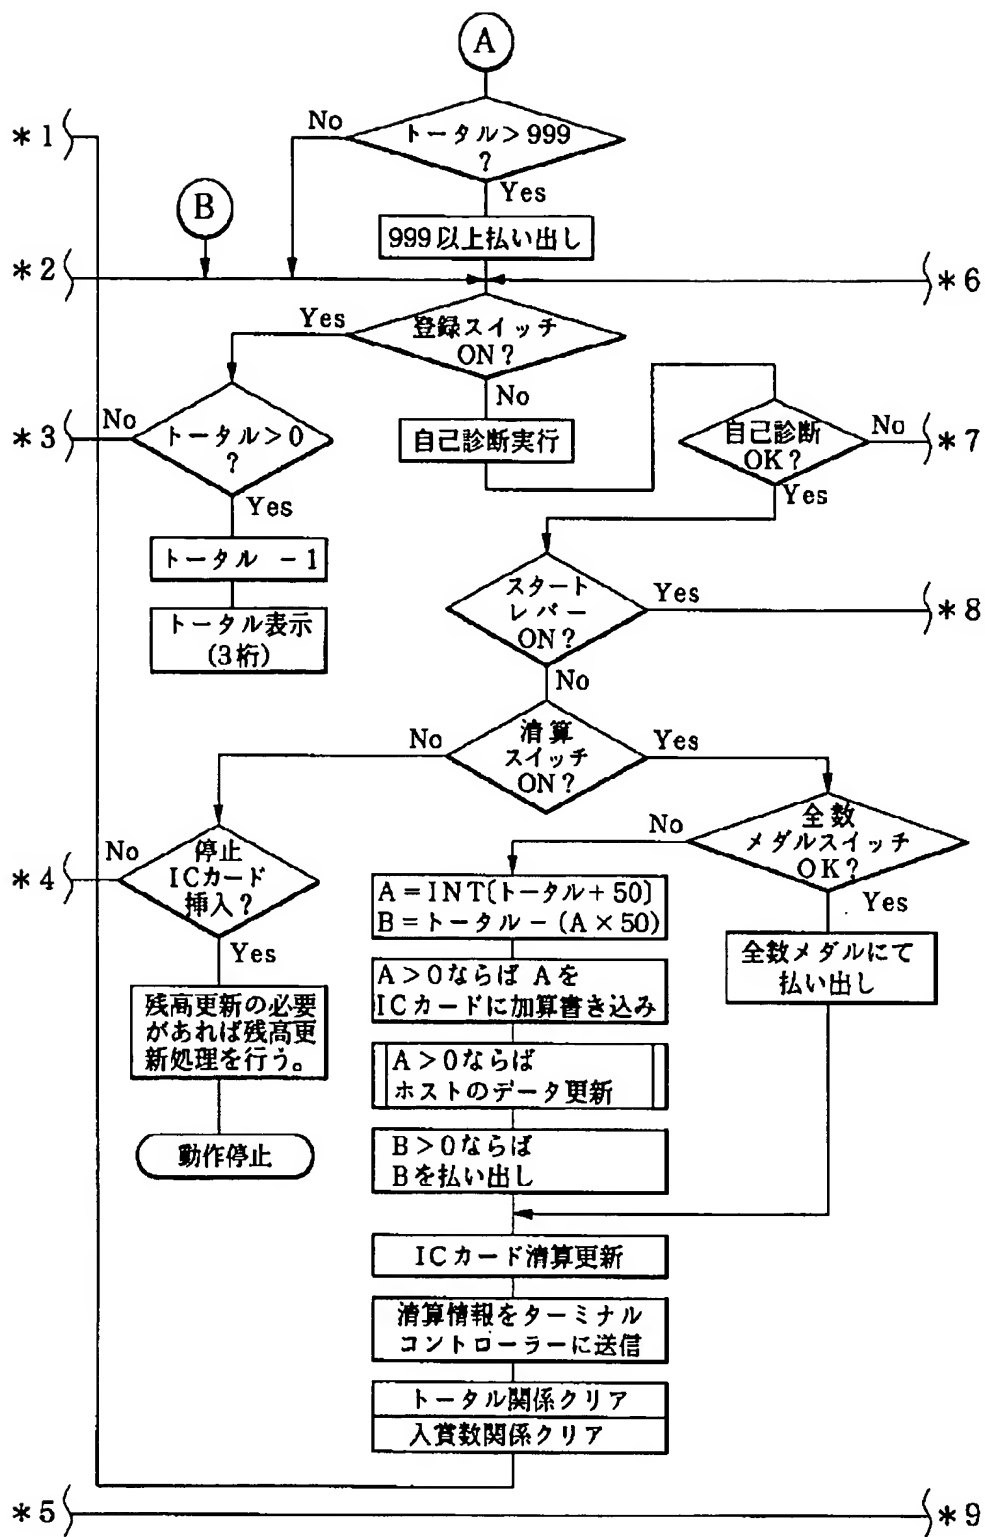 A
No
トータル>999
?
Yes
*1
B
999以上払い出し
*2
*6
Yes
登録スイッチ
ON?
No
*3
No
トータル>0
?
Yes
自己診断実行
自己診断
OK?
No
*7
Yes
トータル -1
トータル表示
(3桁)
スタート
レバー
ON?
Yes
*8
No
No
清算
スイッチ
ON?
Yes
*4
No
停止
ICカード
挿入?
Yes
No
全数
メダルスイッチ
OK?
Yes
A=INT(トータル+50)
B=トータル-(A×50)
全数メダルにて
払い出し
A>0ならば Aを
ICカードに加算書き込み
残高更新の必要
があれば残高更
新処理を行う。
A>0ならば
ホストのデータ更新
動作停止
B>0ならば
Bを払い出し
ICカード清算更新
清算情報をターミナル
コントローラーに送信
トータル関係クリア
入賞数関係クリア
*5
*9